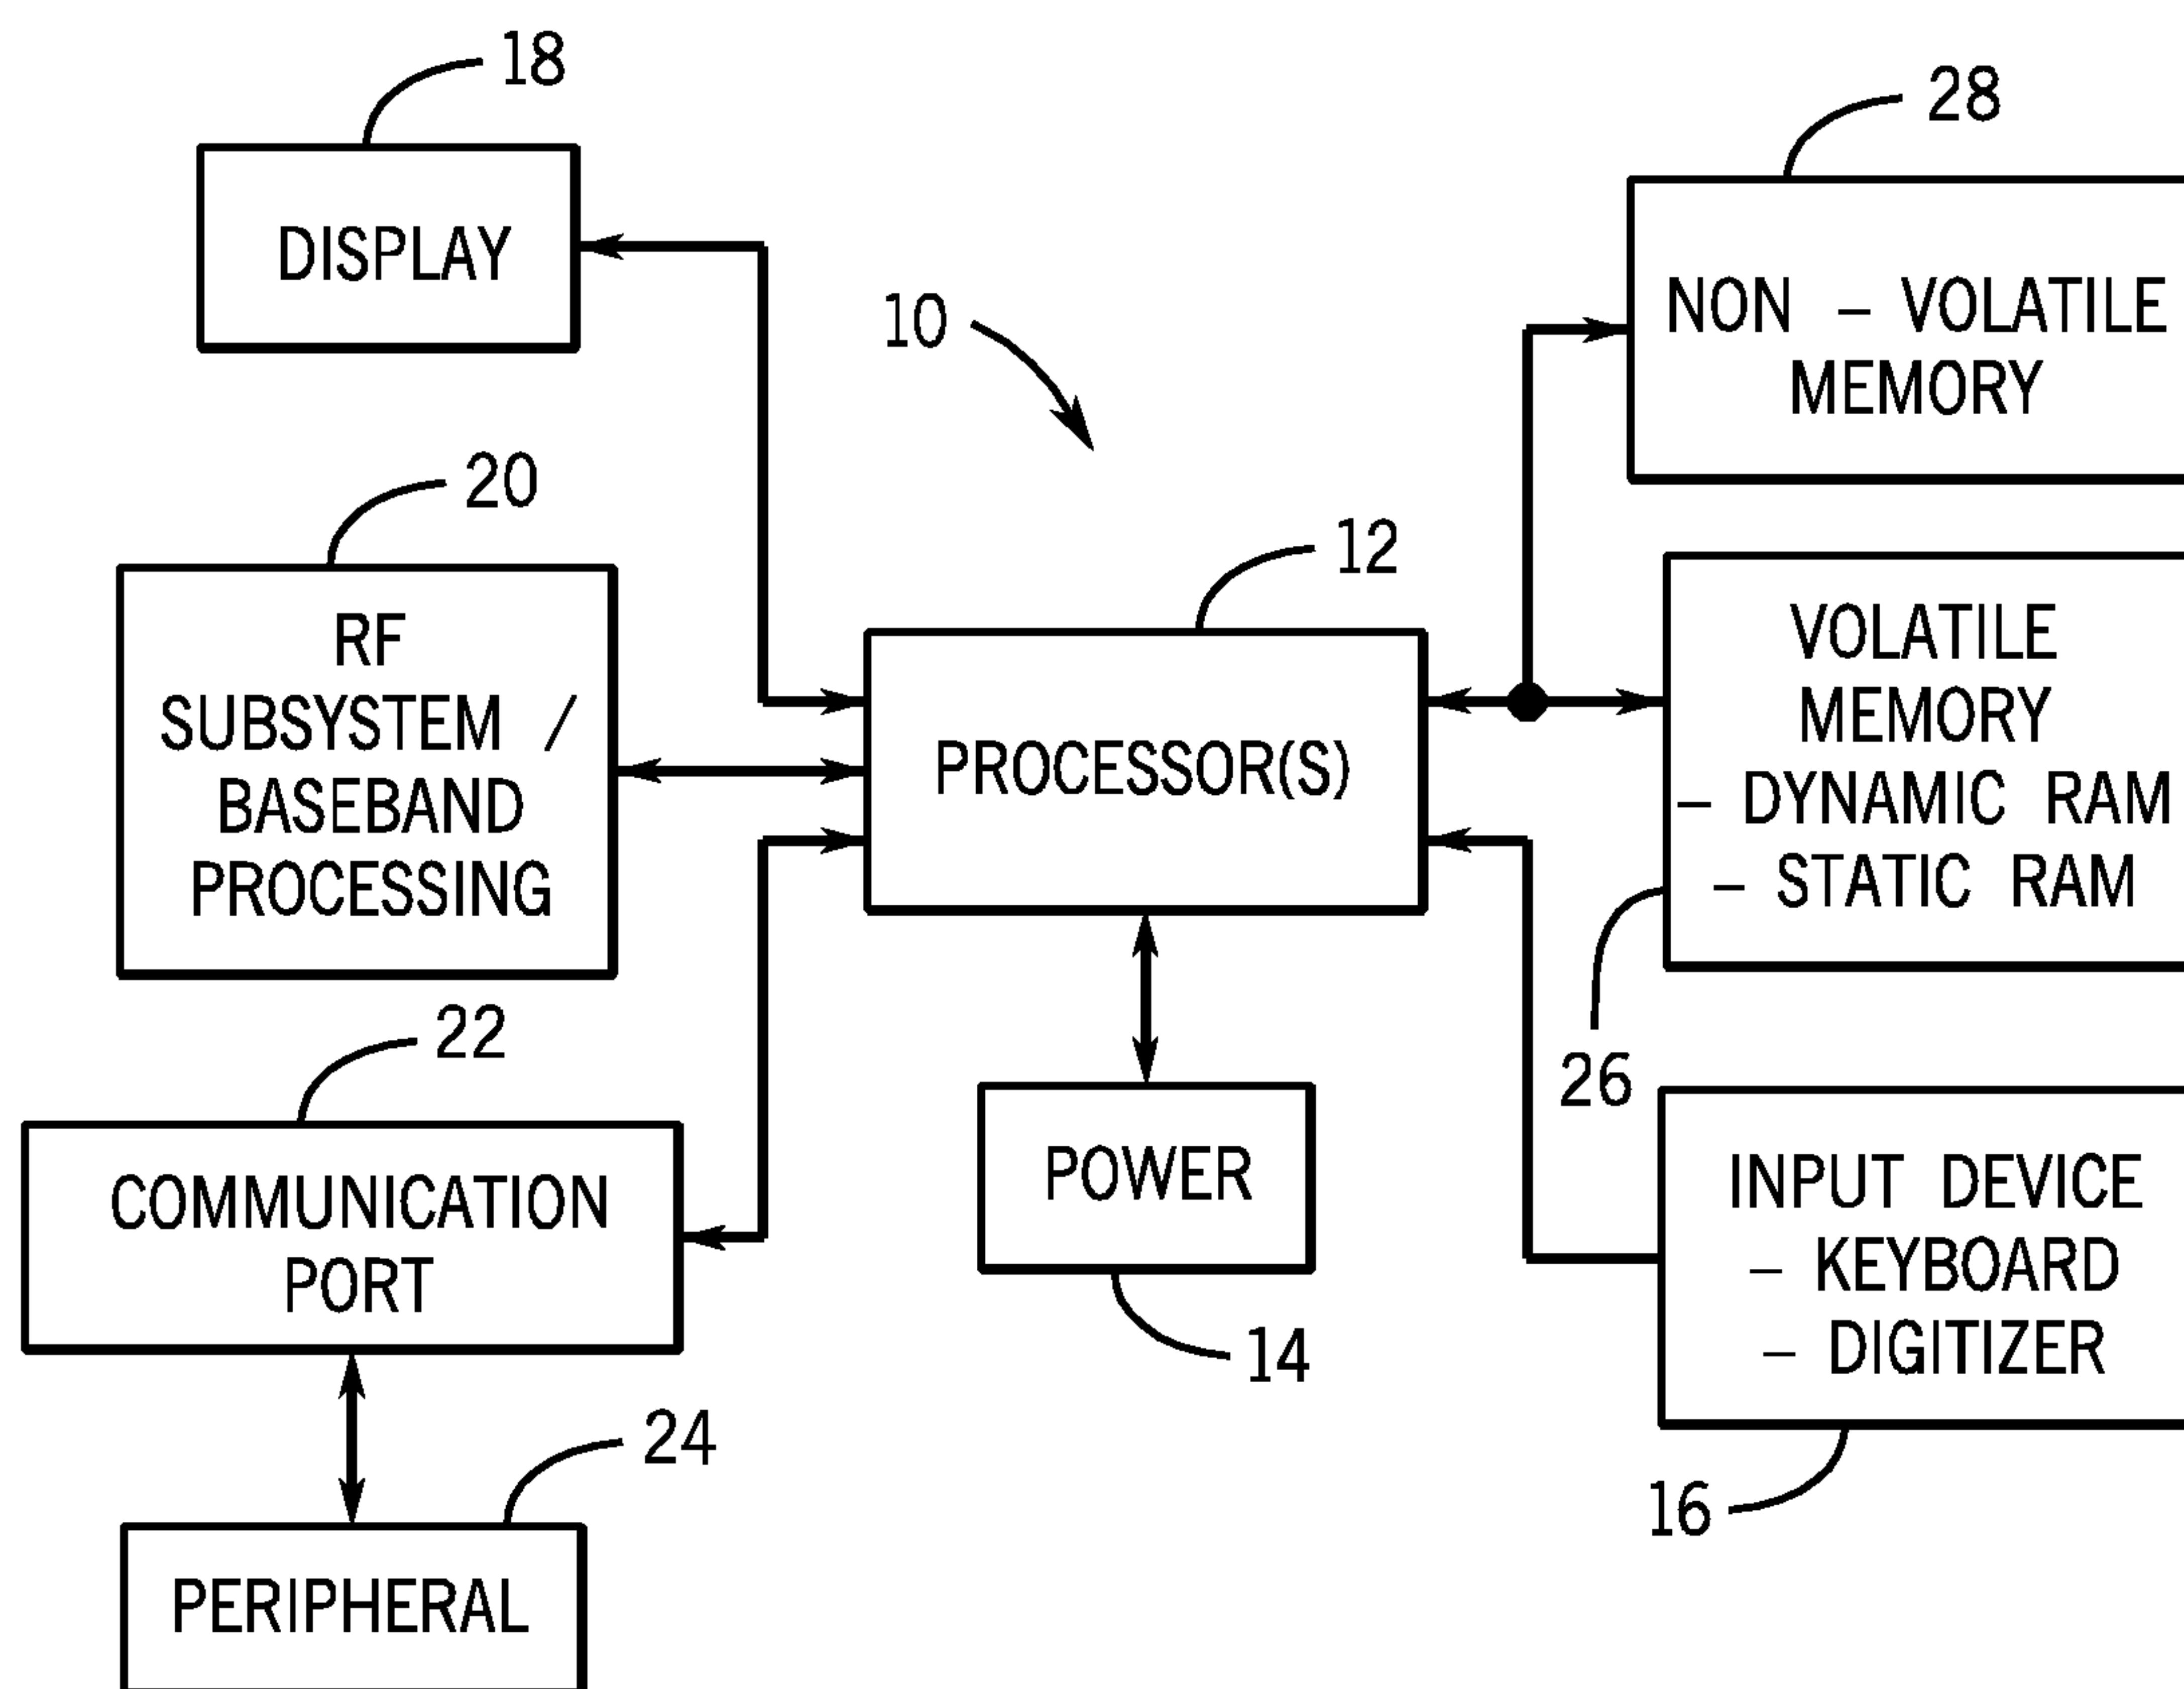 18
DISPLAY
10
28
NON – VOLATILE
MEMORY
20
RF
SUBSYSTEM /
BASEBAND
PROCESSING
12
PROCESSOR(S)
VOLATILE
MEMORY
– DYNAMIC RAM
– STATIC RAM
26
22
COMMUNICATION
PORT
POWER
14
INPUT DEVICE
– KEYBOARD
– DIGITIZER
16
24
PERIPHERAL